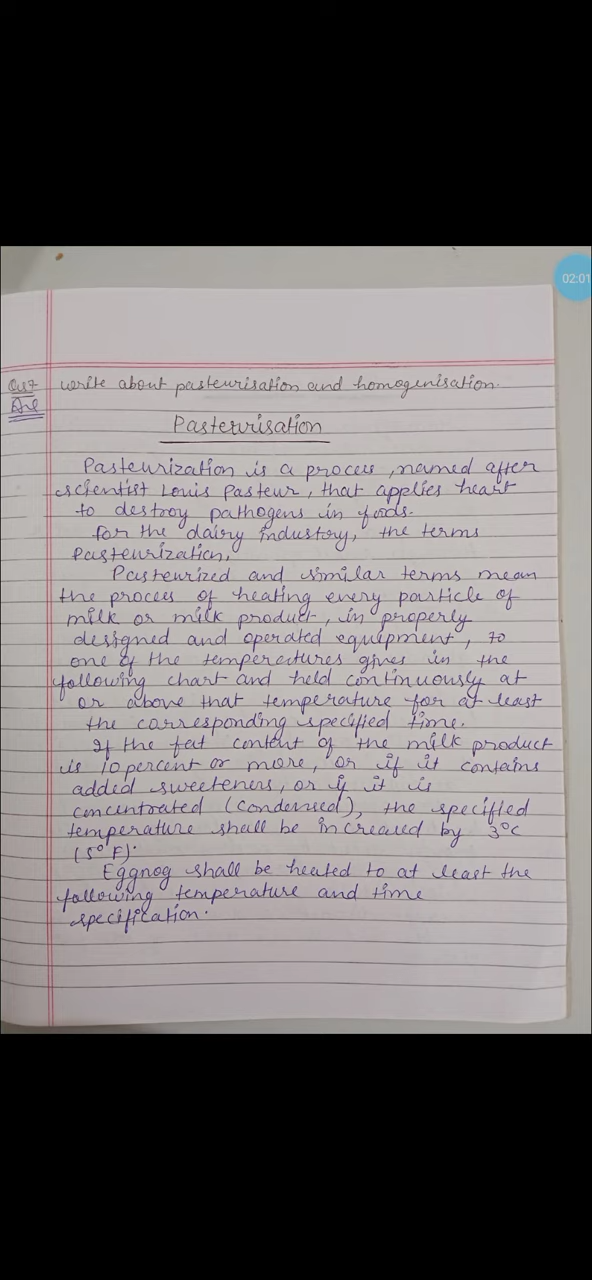 02:01
Qu7 write about pasteurisation and homogenisation.
Ans
Pasteurisation
Pasteurization is a process, named after
scientist Louis Pasteur, that applies heart
to destroy pathogens in foods.
for the dairy industory, the terms
Pasteurization,
Pasteurized and similar terms mean
the process of heating every particle of
milk or milk product, in properly
designed and operated equipment, to
one of the temperatures gives in the
following chart and held continuously at
or above that temperature for at least
the corresponding specified time.
If the fat content of the milk product
is 10 percent or more, or if it contains
added sweeteners, or if it is
concentrated (condensed), the specified
temperature shall be increased by 3°C
(5°F).
Eggnog shall be heated to at least the
following temperature and time
specification.